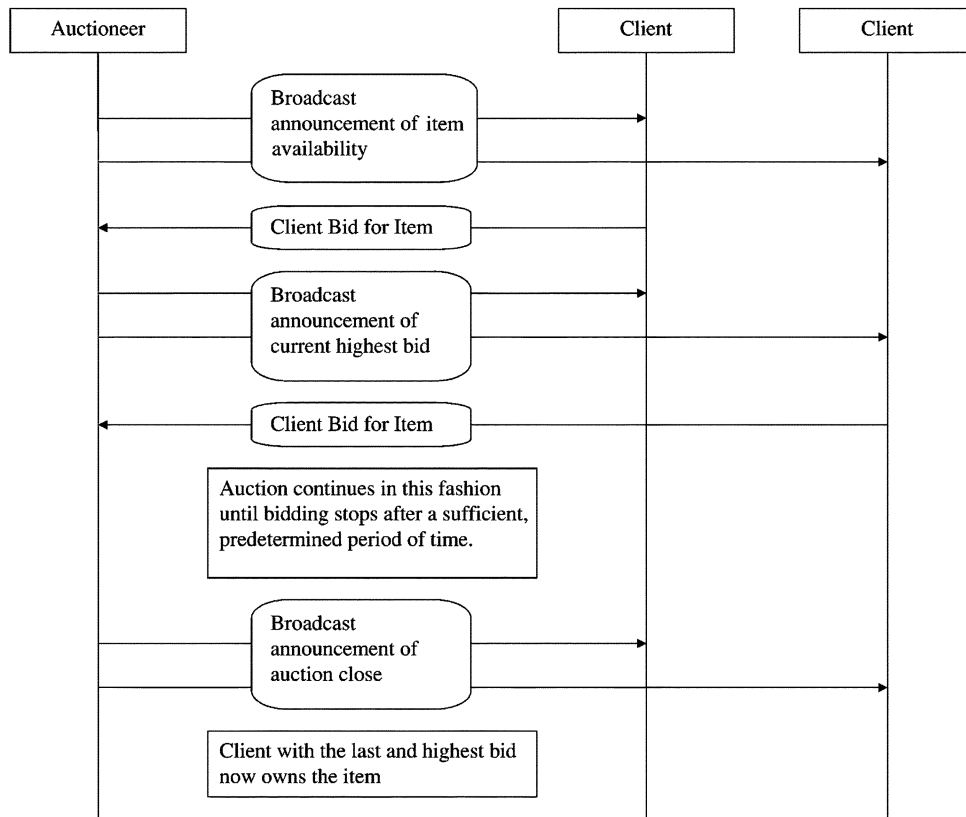 Auctioneer
Client
Client
Broadcast
announcement of item
availability
Client Bid for Item
Broadcast
announcement of
current highest bid
Client Bid for Item
Auction continues in this fashion
until bidding stops after a sufficient,
predetermined period of time.
Broadcast
announcement of
auction close
Client with the last and highest bid
now owns the item